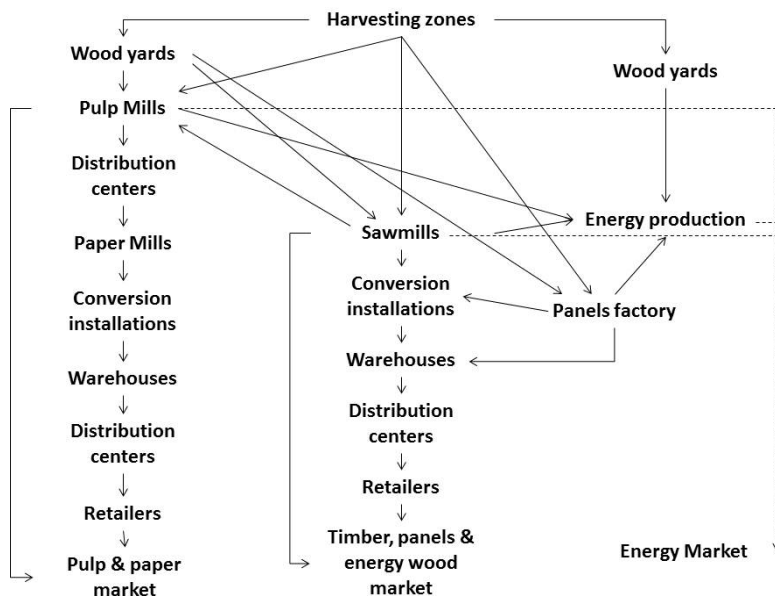 Harvesting zones
Wood yards
Wood yards
Pulp Mills
Distribution
centers
Energy production
Sawmills
Paper Mills
Conversion
installations
Conversion
installations
Panels factory
Warehouses
Warehouses
Distribution
centers
Distribution
centers
Retailers
Retailers
Timber, panels &
energy wood
market
Energy Market
Pulp & paper
market